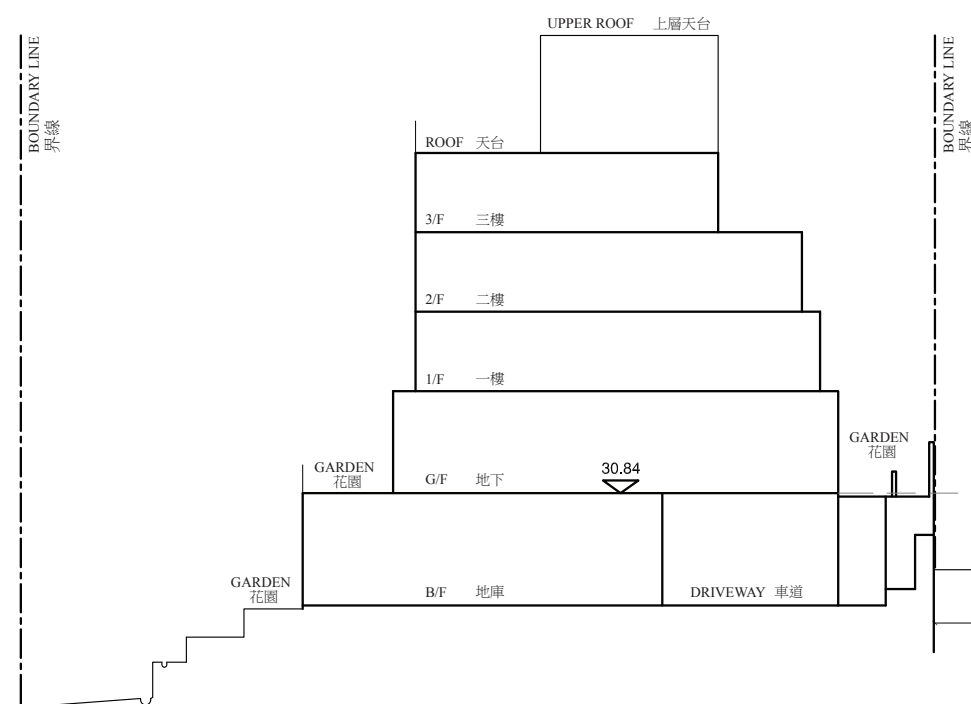 UPPER ROOF 上層天台
BOUNDARY LINE
界線
BOUNDARY LINE
界線
ROOF 天台
3/F 三樓
2/F 二樓
1/F 一樓
GARDEN
花園
GARDEN
花園
G/F 地下
30.84
GARDEN
花園
B/F 地庫
DRIVEWAY 車道